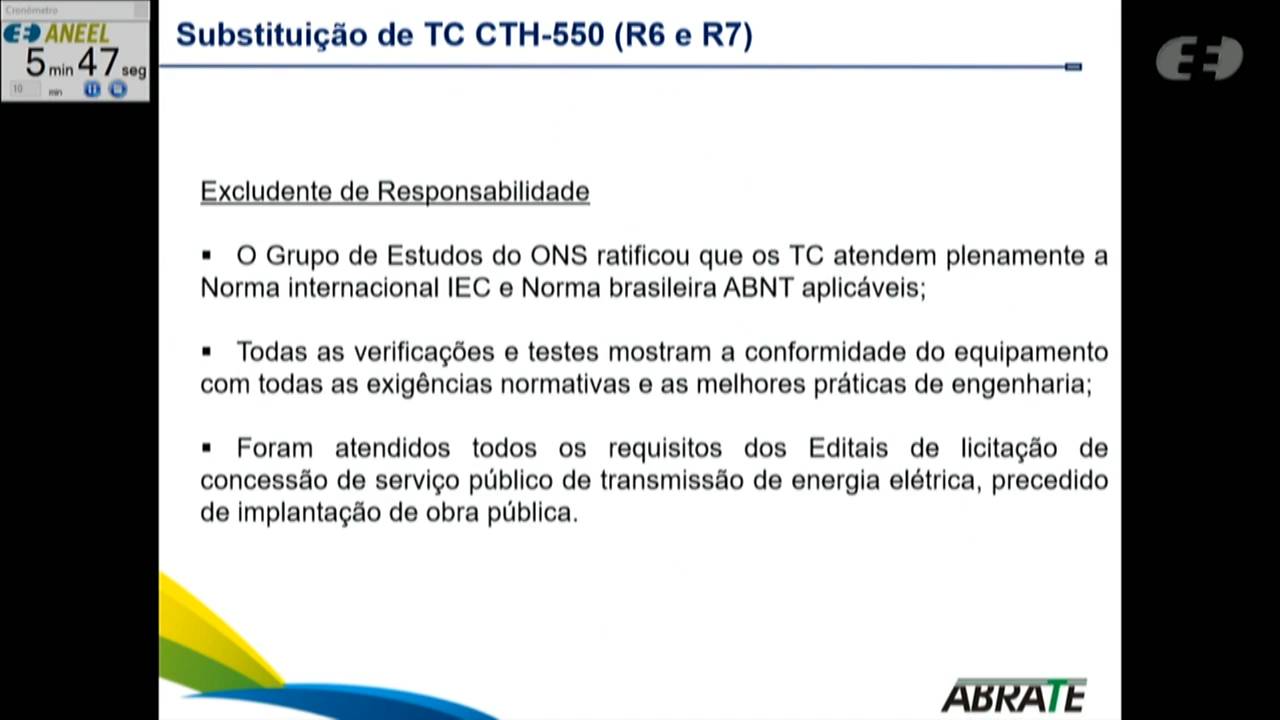 Cronômetro
ANEEL
5 min 47 seg
10 min
Substituição de TC CTH-550 (R6 e R7)
Excludente de Responsabilidade
▪ O Grupo de Estudos do ONS ratificou que os TC atendem plenamente a
Norma internacional IEC e Norma brasileira ABNT aplicáveis;
▪ Todas as verificações e testes mostram a conformidade do equipamento
com todas as exigências normativas e as melhores práticas de engenharia;
▪ Foram atendidos todos os requisitos dos Editais de licitação de
concessão de serviço público de transmissão de energia elétrica, precedido
de implantação de obra pública.
ABRATE